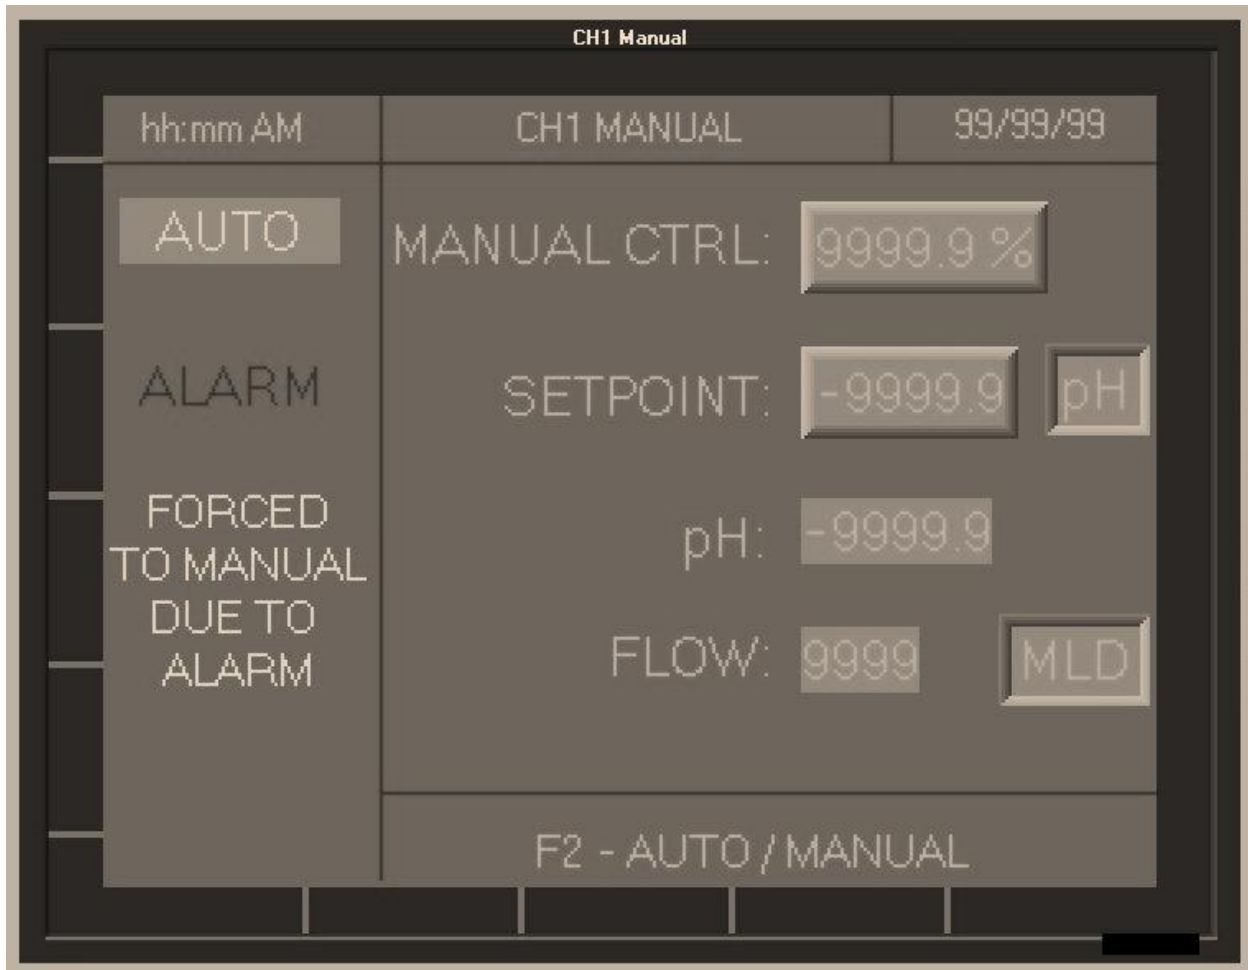 CH1 Manual
hh:mm AM
CH1 MANUAL
99/99/99
AUTO
MANUAL CTRL:
9999.9 %
ALARM
SETPOINT:
-9999.9
pH
FORCED
TO MANUAL
DUE TO
ALARM
pH:
-9999.9
FLOW:
9999
MLD
F2 - AUTO / MANUAL